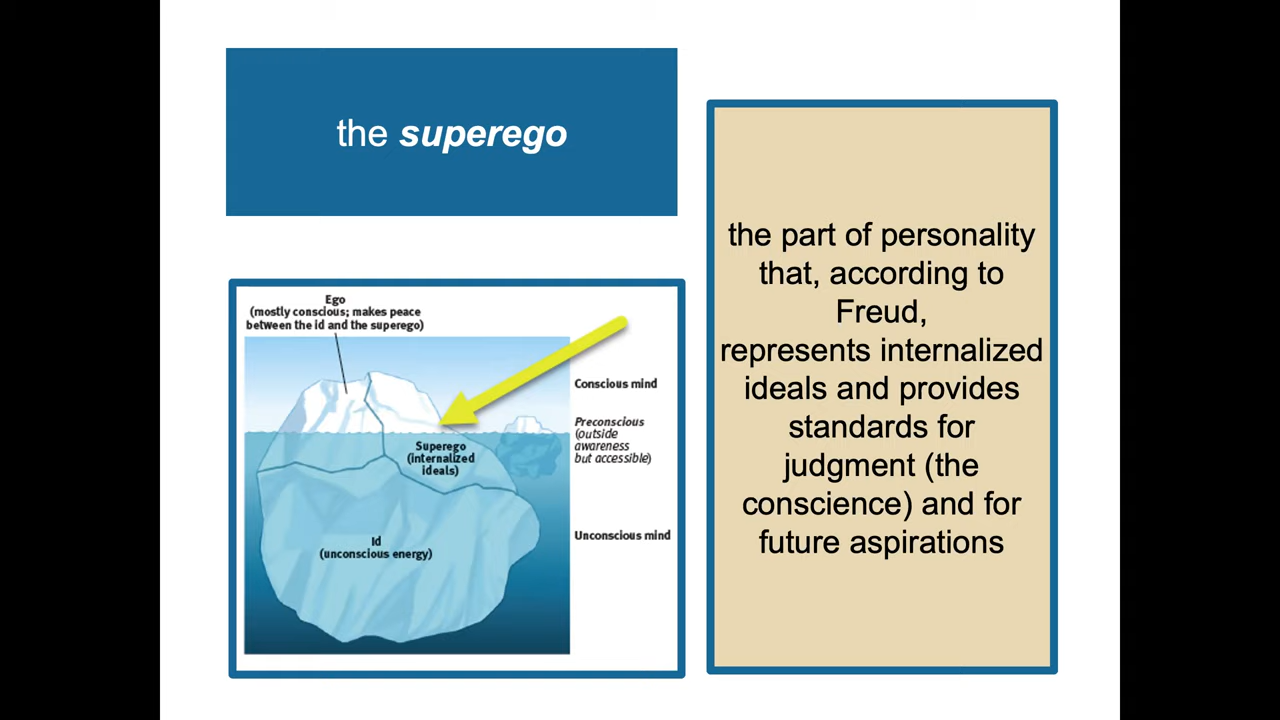 the superego
Ego
(mostly conscious; makes peace
between the id and the superego)
Conscious mind
Preconscious
(outside
awareness
but accessible)
Superego
(internalized
ideals)
Unconscious mind
Id
(unconscious energy)
the part of personality
that, according to
Freud,
represents internalized
ideals and provides
standards for
judgment (the
conscience) and for
future aspirations